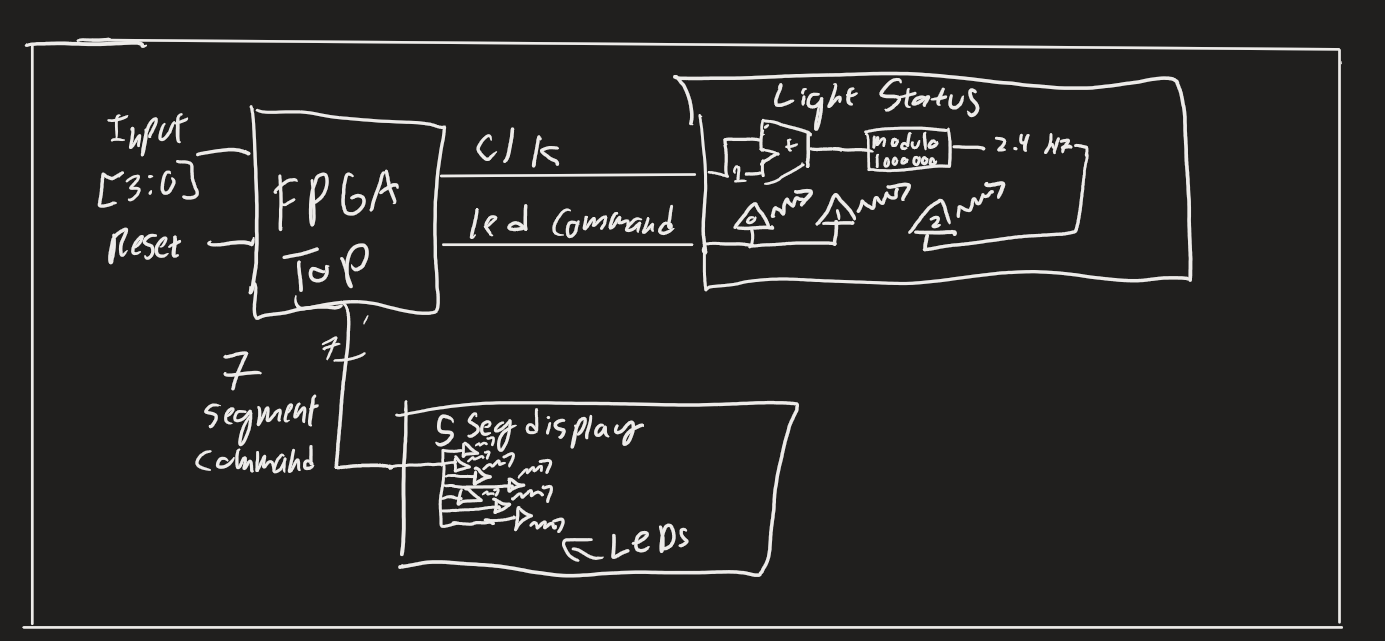 Input
[3:0]
Reset
FPGA
TOP
clk
led command
Light Status
+
1
modulo
1000000
2.4 Hz
0
1
2
7
7
segment
command
S Seg display
LEDs